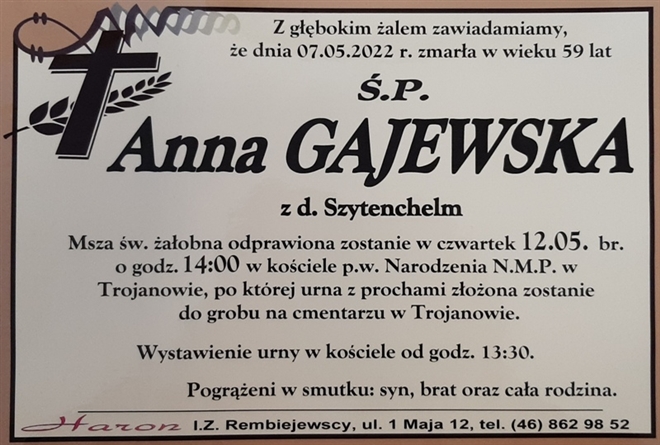 Z głębokim żalem zawiadamiamy,
że dnia 07.05.2022 r. zmarła w wieku 59 lat
Ś.P.
Anna GAJEWSKA
z d. Szytenchelm
Msza św. żałobna odprawiona zostanie w czwartek 12.05. br.
o godz. 14:00 w kościele p.w. Narodzenia N.M.P. w
Trojanowie, po której urna z prochami złożona zostanie
do grobu na cmentarzu w Trojanowie.
Wystawienie urny w kościele od godz. 13:30.
Pogrążeni w smutku: syn, brat oraz cała rodzina.
Haron I.Z. Rembiejewscy, ul. 1 Maja 12, tel. (46) 862 98 52